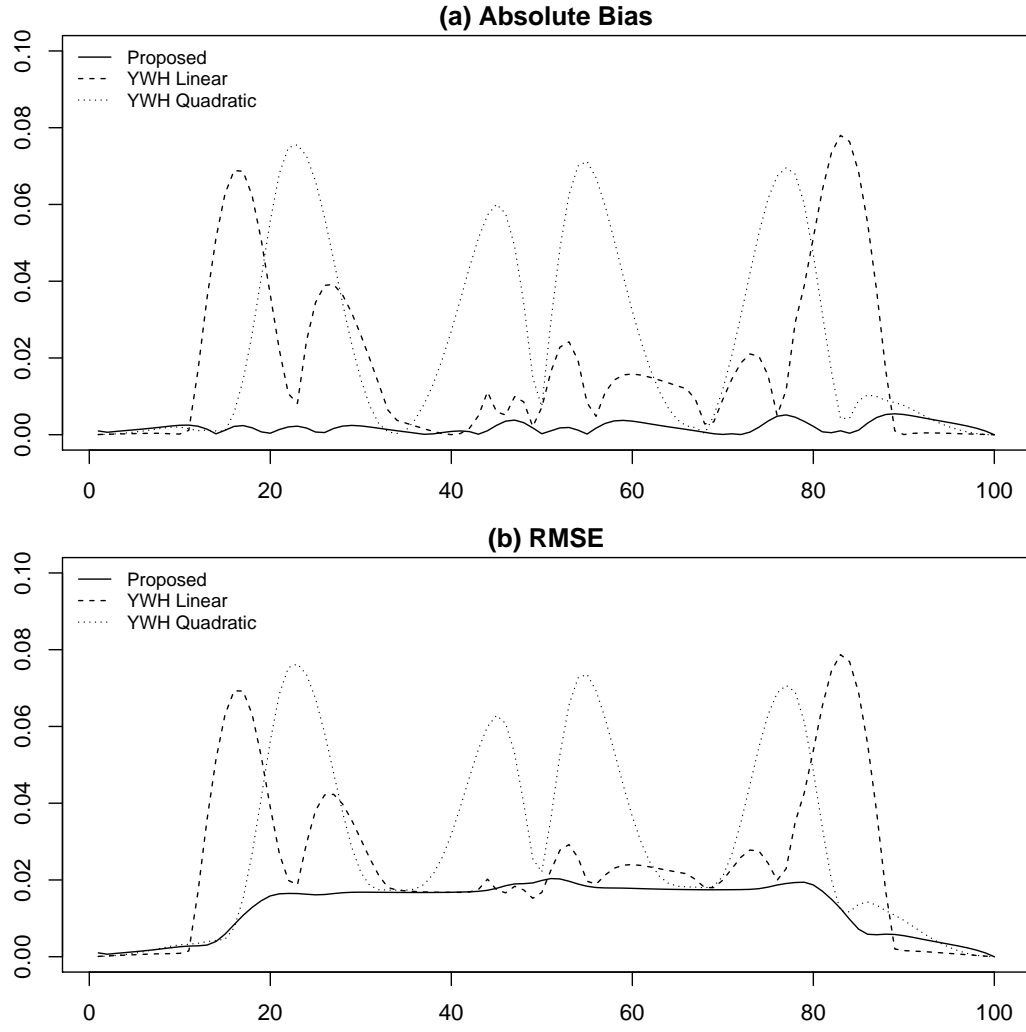 (a) Absolute Bias
0.10
0.08
0.06
0.04
0.02
0.00
Proposed
YWH Linear
YWH Quadratic
0 20 40 60 80 100
(b) RMSE
0.10
0.08
0.06
0.04
0.02
0.00
Proposed
YWH Linear
YWH Quadratic
0 20 40 60 80 100